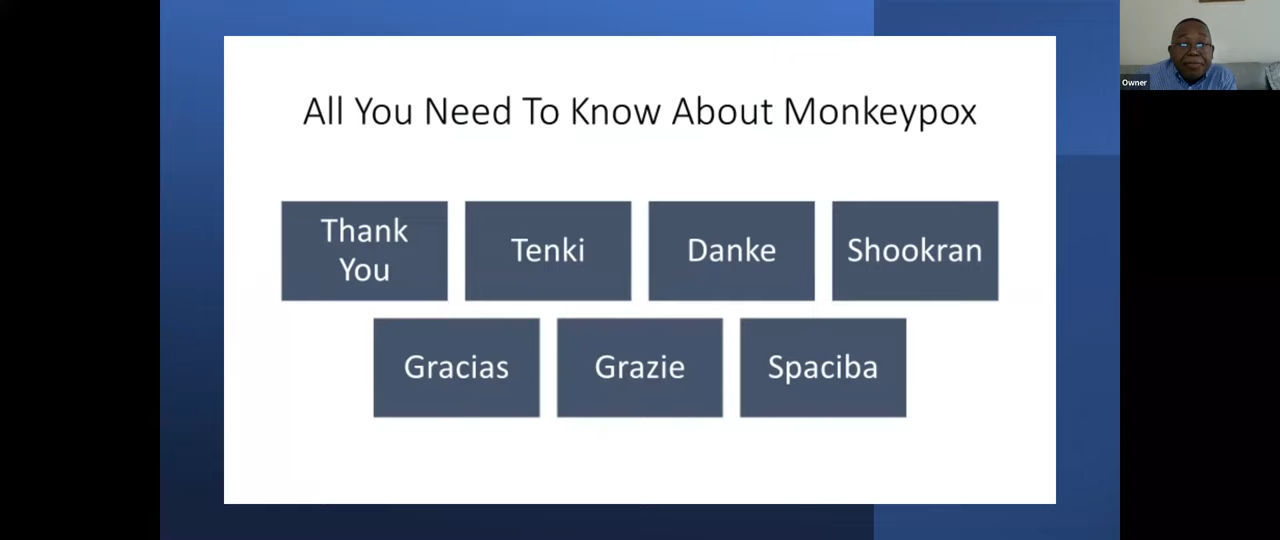 All You Need To Know About Monkeypox
Thank
You
Tenki
Danke
Shookran
Gracias
Grazie
Spaciba
Owner